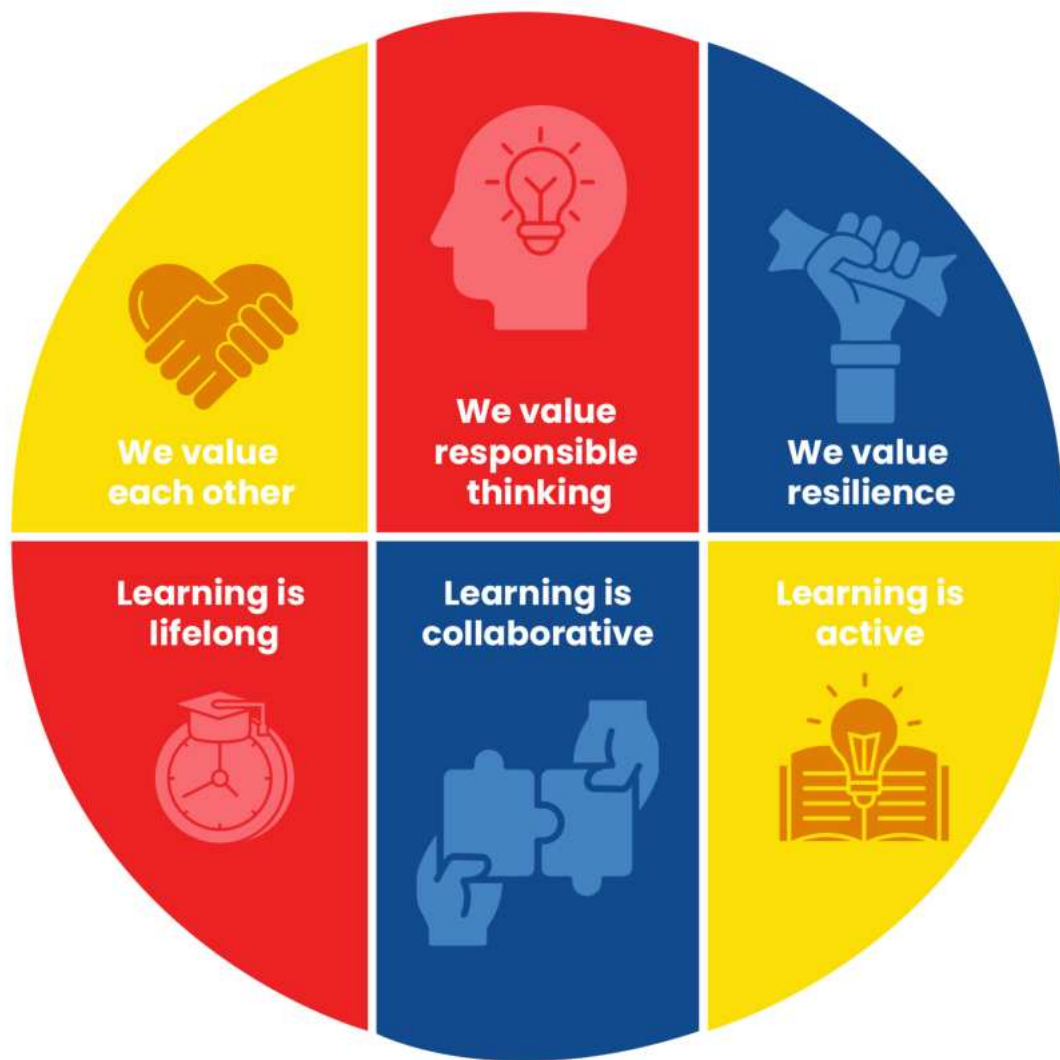 We value
each other
We value
responsible
thinking
We value
resilience
Learning is
lifelong
Learning is
collaborative
Learning is
active